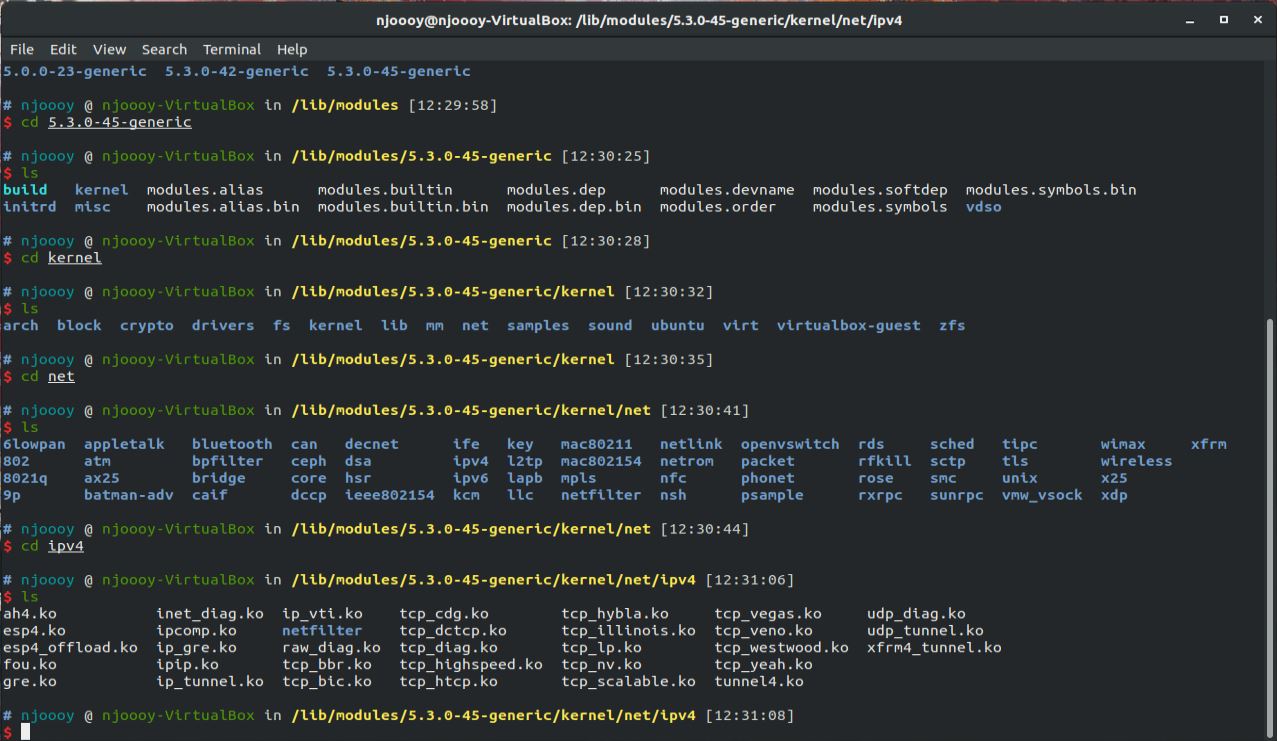 njoooy@njoooy-VirtualBox: /lib/modules/5.3.0-45-generic/kernel/net/ipv4
File Edit View Search Terminal Help
5.0.0-23-generic 5.3.0-42-generic 5.3.0-45-generic
# njoooy @ njoooy-VirtualBox in /lib/modules [12:29:58]
$ cd 5.3.0-45-generic
# njoooy @ njoooy-VirtualBox in /lib/modules/5.3.0-45-generic [12:30:25]
$ ls
build kernel modules.alias modules.builtin modules.dep modules.devname modules.softdep modules.symbols.bin
initrd misc modules.alias.bin modules.builtin.bin modules.dep.bin modules.order modules.symbols vdso
# njoooy @ njoooy-VirtualBox in /lib/modules/5.3.0-45-generic [12:30:28]
$ cd kernel
# njoooy @ njoooy-VirtualBox in /lib/modules/5.3.0-45-generic/kernel [12:30:32]
$ ls
arch block crypto drivers fs kernel lib mm net samples sound ubuntu virt virtualbox-guest zfs
# njoooy @ njoooy-VirtualBox in /lib/modules/5.3.0-45-generic/kernel [12:30:35]
$ cd net
# njoooy @ njoooy-VirtualBox in /lib/modules/5.3.0-45-generic/kernel/net [12:30:41]
$ ls
6lowpan appletalk bluetooth can decnet ife key mac80211 netlink openvswitch rds sched tipc wimax xfrm
802 atm bpfilter ceph dsa ipv4 l2tp mac802154 netrom packet rfkill sctp tls wireless
8021q ax25 bridge core hsr ipv6 lapb mpls nfc phonet rose smc unix x25
9p batman-adv caif dccp ieee802154 kcm llc netfilter nsh psample rxrpc sunrpc vmw_vsock xdp
# njoooy @ njoooy-VirtualBox in /lib/modules/5.3.0-45-generic/kernel/net [12:30:44]
$ cd ipv4
# njoooy @ njoooy-VirtualBox in /lib/modules/5.3.0-45-generic/kernel/net/ipv4 [12:31:06]
$ ls
ah4.ko inet_diag.ko ip_vti.ko tcp_cdg.ko tcp_hybla.ko tcp_vegas.ko udp_diag.ko
esp4.ko ipcomp.ko netfilter tcp_dctcp.ko tcp_illinois.ko tcp_veno.ko udp_tunnel.ko
esp4_offload.ko ip_gre.ko raw_diag.ko tcp_diag.ko tcp_lp.ko tcp_westwood.ko xfrm4_tunnel.ko
fou.ko ipip.ko tcp_bbr.ko tcp_highspeed.ko tcp_nv.ko tcp_yeah.ko
gre.ko ip_tunnel.ko tcp_bic.ko tcp_htcp.ko tcp_scalable.ko tunnel4.ko
# njoooy @ njoooy-VirtualBox in /lib/modules/5.3.0-45-generic/kernel/net/ipv4 [12:31:08]
$